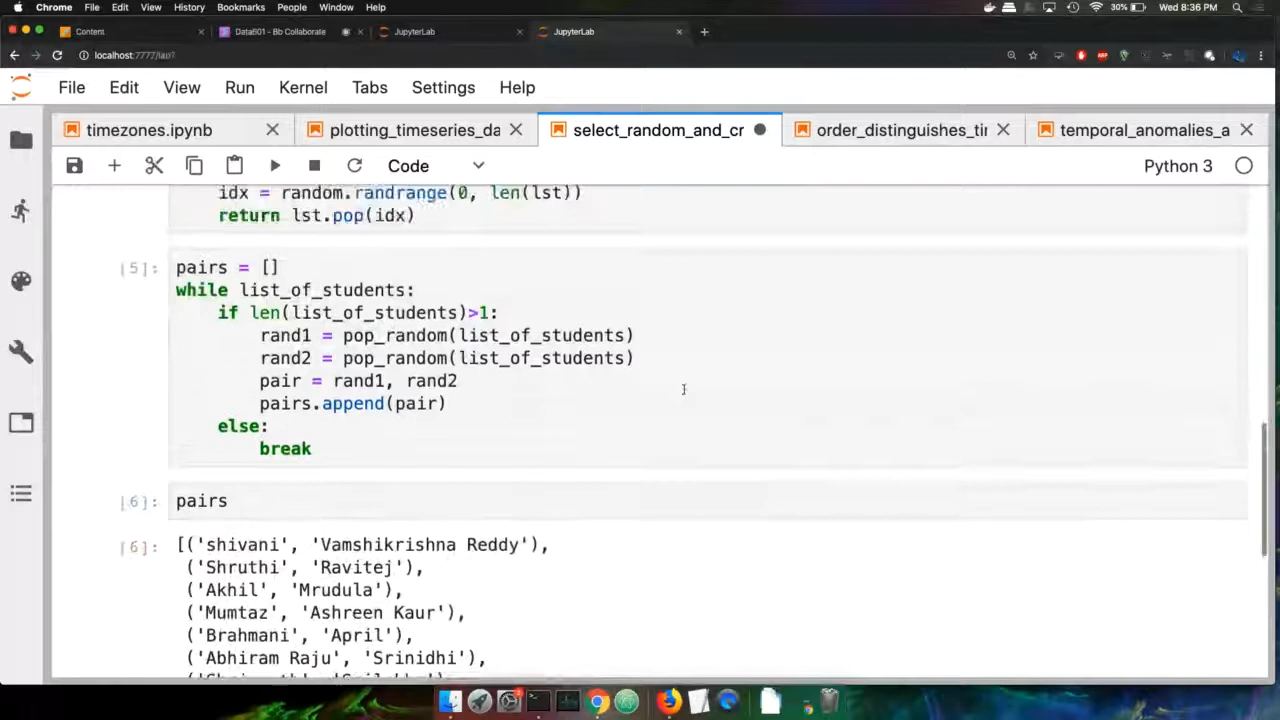 Chrome File Edit View History Bookmarks People Window Help 30% Wed 8:36 PM
Content Data601 - Bb Collaborate JupyterLab JupyterLab
localhost:7777/lab?
File Edit View Run Kernel Tabs Settings Help
timezones.ipynb plotting_timeseries_da select_random_and_cr order_distinguishes_tir temporal_anomalies_a
Code Python 3
idx = random.randrange(0, len(lst))
return lst.pop(idx)
[5]: pairs = []
while list_of_students:
if len(list_of_students)>1:
rand1 = pop_random(list_of_students)
rand2 = pop_random(list_of_students)
pair = rand1, rand2
pairs.append(pair)
else:
break
[6]: pairs
[6]: [('shivani', 'Vamshikrishna Reddy'),
('Shruthi', 'Ravitej'),
('Akhil', 'Mrudula'),
('Mumtaz', 'Ashreen Kaur'),
('Brahmani', 'April'),
('Abhiram Raju', 'Srinidhi'),